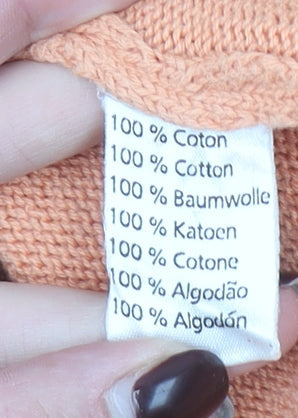 100 % Coton
100 % Cotton
100 % Baumwolle
100 % Katoen
100 % Cotone
100 % Algodão
100 % Algodón